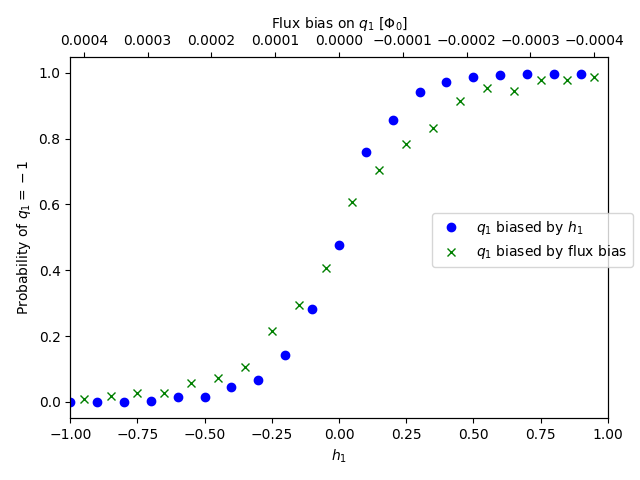 Flux bias on q₁ [Φ₀]
0.0004 0.0003 0.0002 0.0001 0.0000 −0.0001 −0.0002 −0.0003 −0.0004
Probability of q₁ = −1
1.0
0.8
0.6
0.4
0.2
0.0
q₁ biased by h₁
q₁ biased by flux bias
−1.00 −0.75 −0.50 −0.25 0.00 0.25 0.50 0.75 1.00
h₁